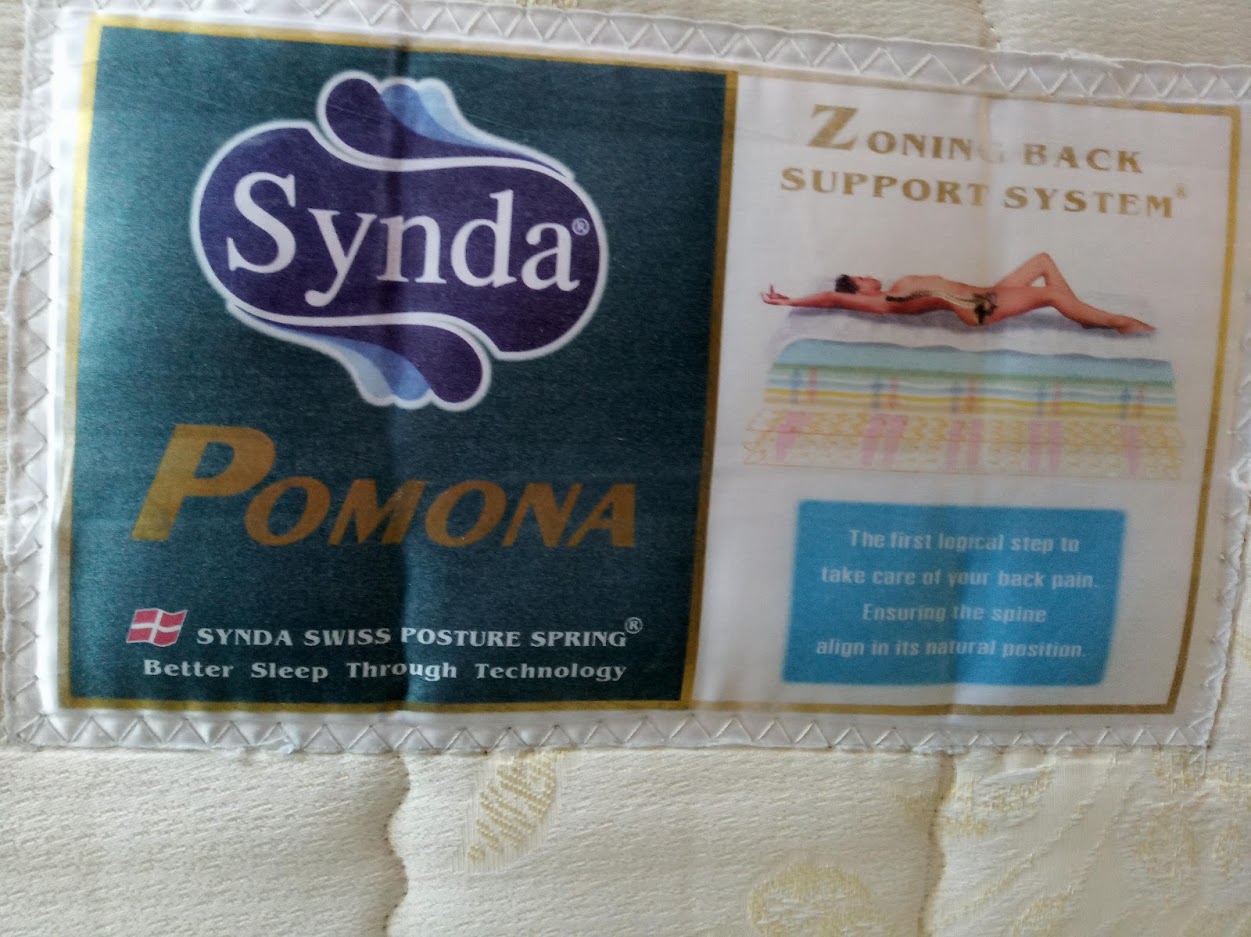 Synda®
POMONA
SYNDA SWISS POSTURE SPRING®
Better Sleep Through Technology
ZONING BACK
SUPPORT SYSTEM®
The first logical step to
take care of your back pain.
Ensuring the spine
align in its natural position.